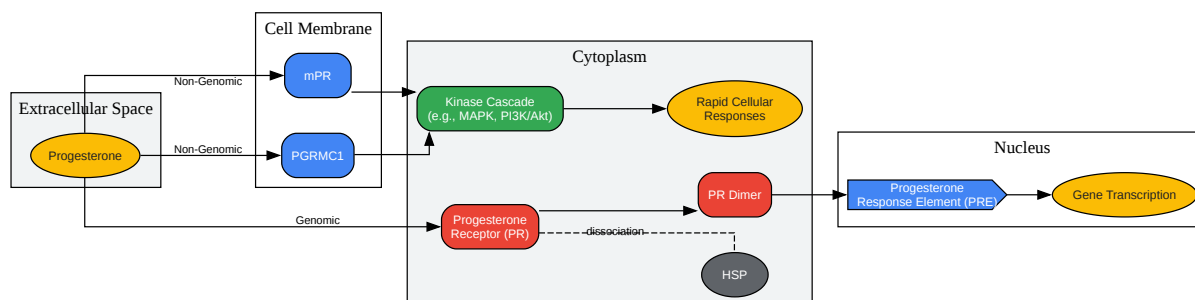 Cell Membrane
Extracellular Space
Progesterone
Non-Genomic
Non-Genomic
Genomic
mPR
PGRMC1
Cytoplasm
Kinase Cascade
(e.g., MAPK, PI3K/Akt)
Rapid Cellular
Responses
Progesterone
Receptor (PR)
PR Dimer
dissociation
HSP
Nucleus
Progesterone
Response Element (PRE)
Gene Transcription